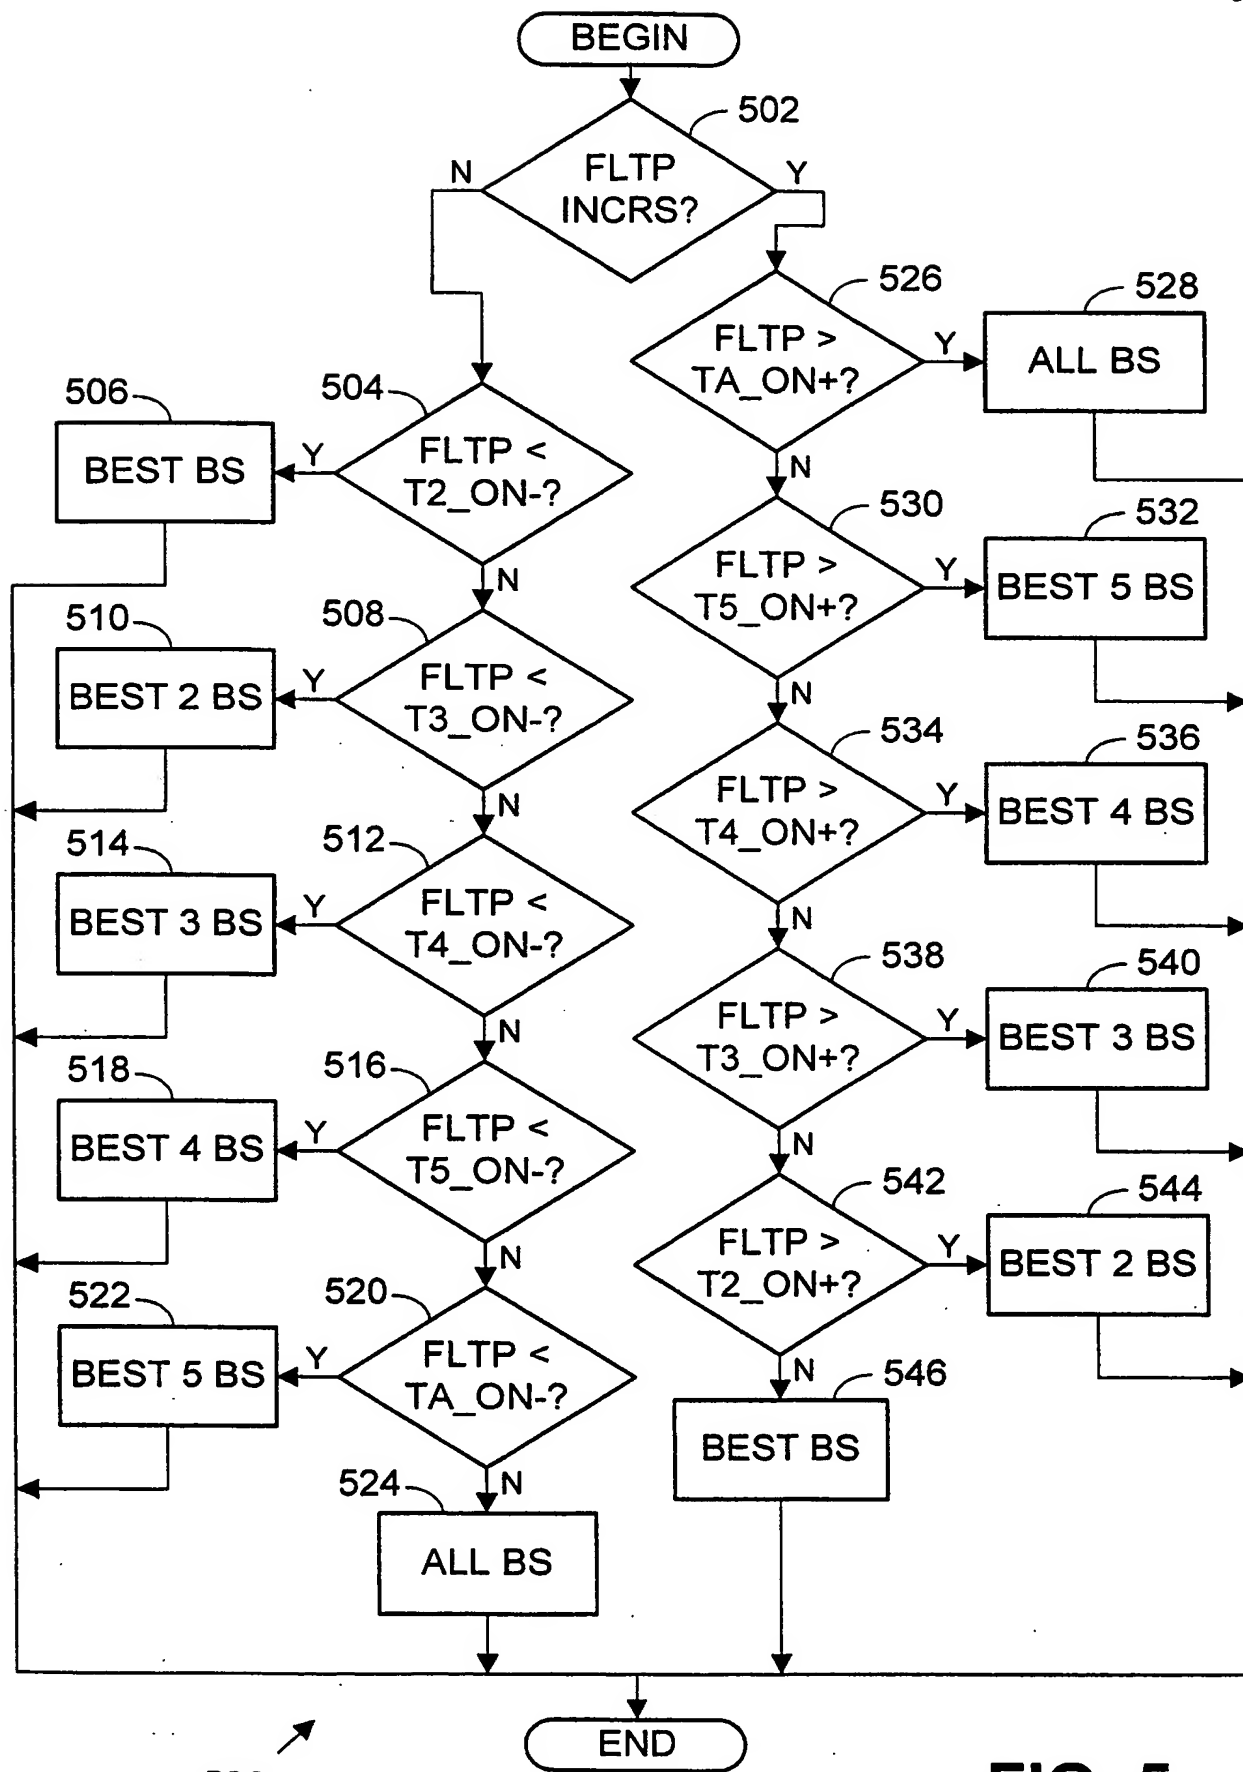 BEGIN
502
FLTP
INCRS?
N
Y
526
FLTP >
TA_ON+?
Y
528
ALL BS
N
504
FLTP <
T2_ON-?
Y
506
BEST BS
N
530
FLTP >
T5_ON+?
Y
532
BEST 5 BS
N
508
FLTP <
T3_ON-?
Y
510
BEST 2 BS
N
534
FLTP >
T4_ON+?
Y
536
BEST 4 BS
N
512
FLTP <
T4_ON-?
Y
514
BEST 3 BS
N
538
FLTP >
T3_ON+?
Y
540
BEST 3 BS
N
516
FLTP <
T5_ON-?
Y
518
BEST 4 BS
N
542
FLTP >
T2_ON+?
Y
544
BEST 2 BS
N
520
FLTP <
TA_ON-?
Y
522
BEST 5 BS
N
546
BEST BS
524
ALL BS
END